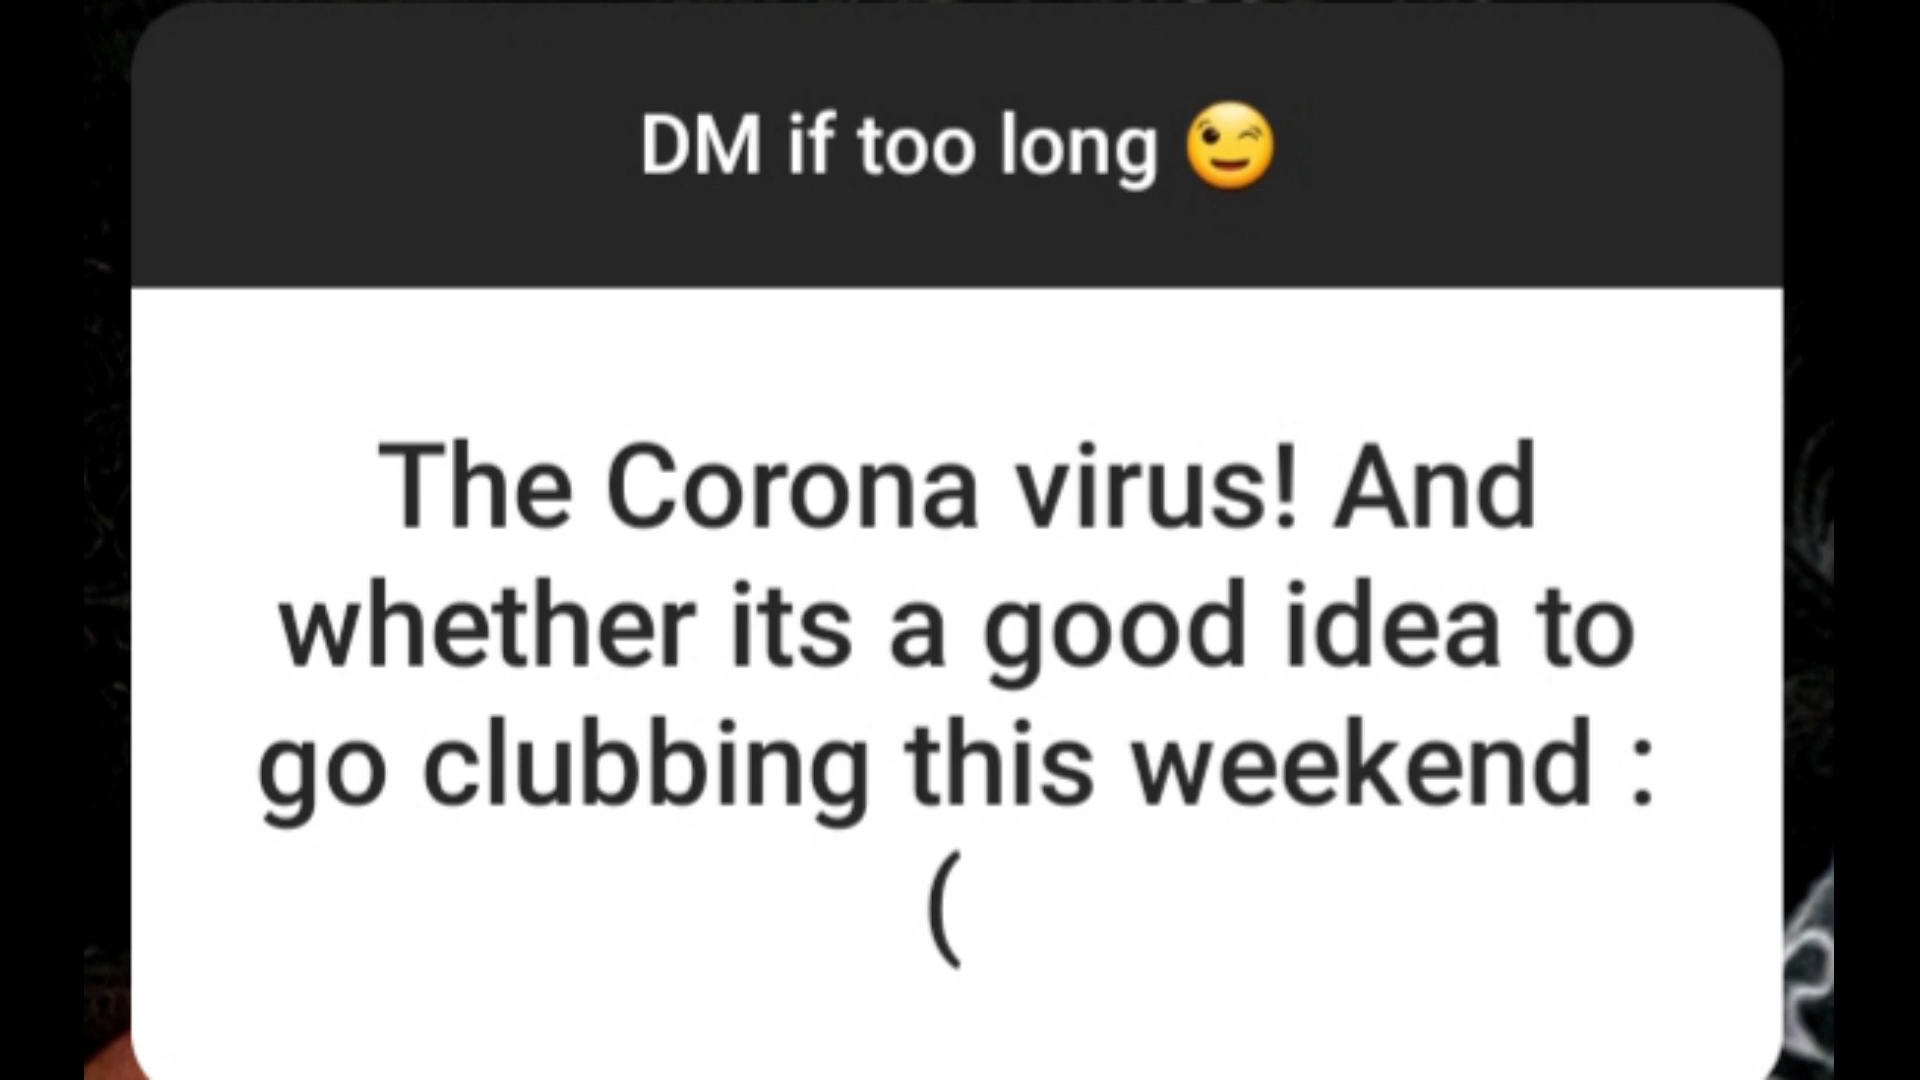 DM if too long 😉
The Corona virus! And
whether its a good idea to
go clubbing this weekend :
(